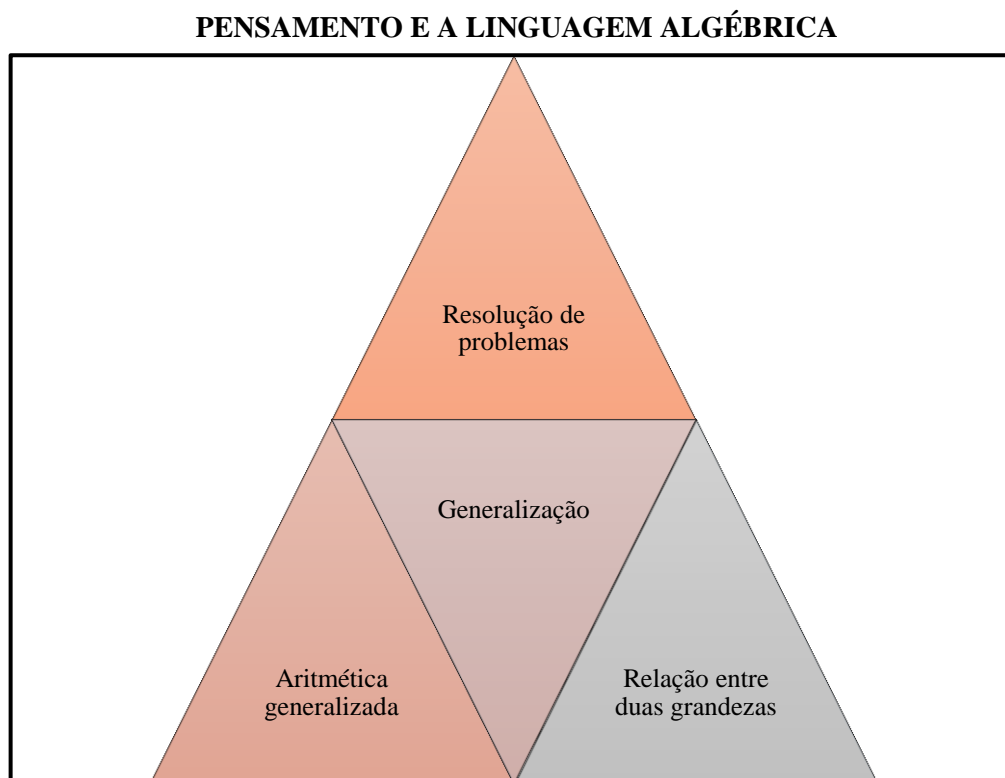 PENSAMENTO E A LINGUAGEM ALGÉBRICA
Resolução de
problemas
Generalização
Aritmética
generalizada
Relação entre
duas grandezas